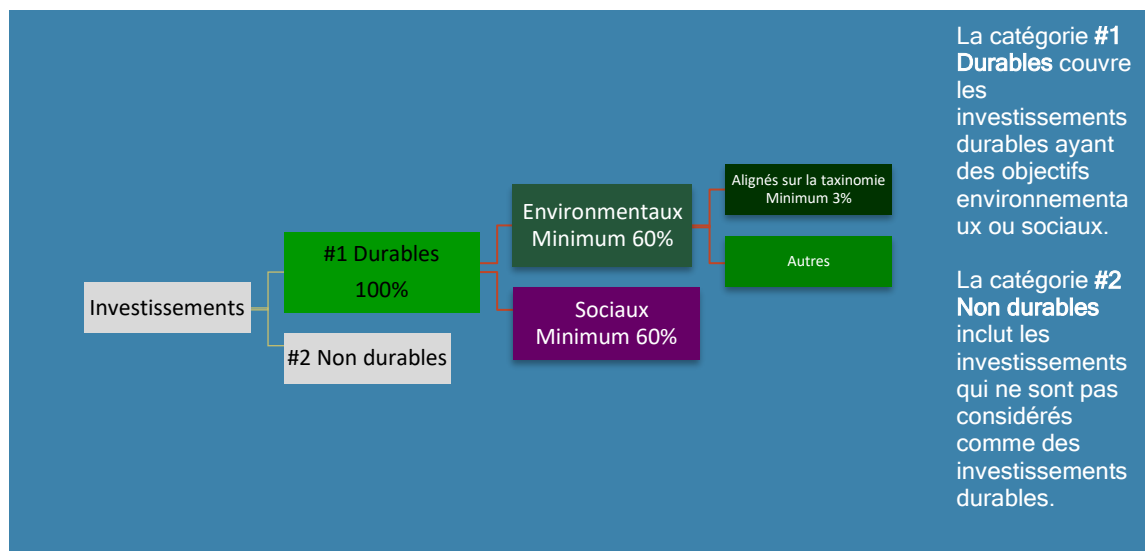 Investissements
#1 Durables
100%
#2 Non durables
Environmentaux
Minimum 60%
Sociaux
Minimum 60%
Alignés sur la taxinomie
Minimum 3%
Autres
La catégorie #1
Durables couvre
les
investissements
durables ayant
des objectifs
environnementa
ux ou sociaux.
La catégorie #2
Non durables
inclut les
investissements
qui ne sont pas
considérés
comme des
investissements
durables.